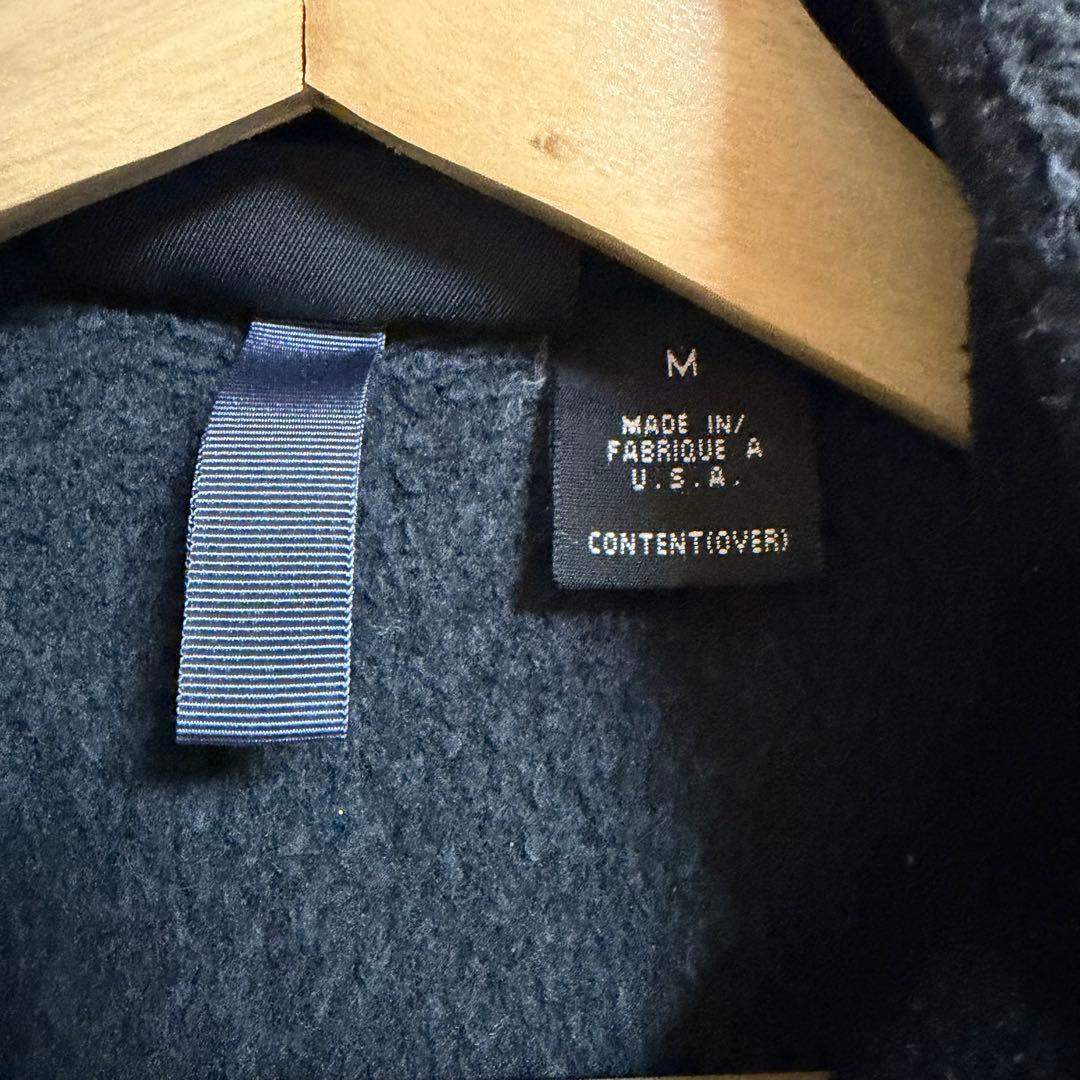 M
MADE IN/
FABRIQUE A
U.S.A.
CONTENT(OVER)